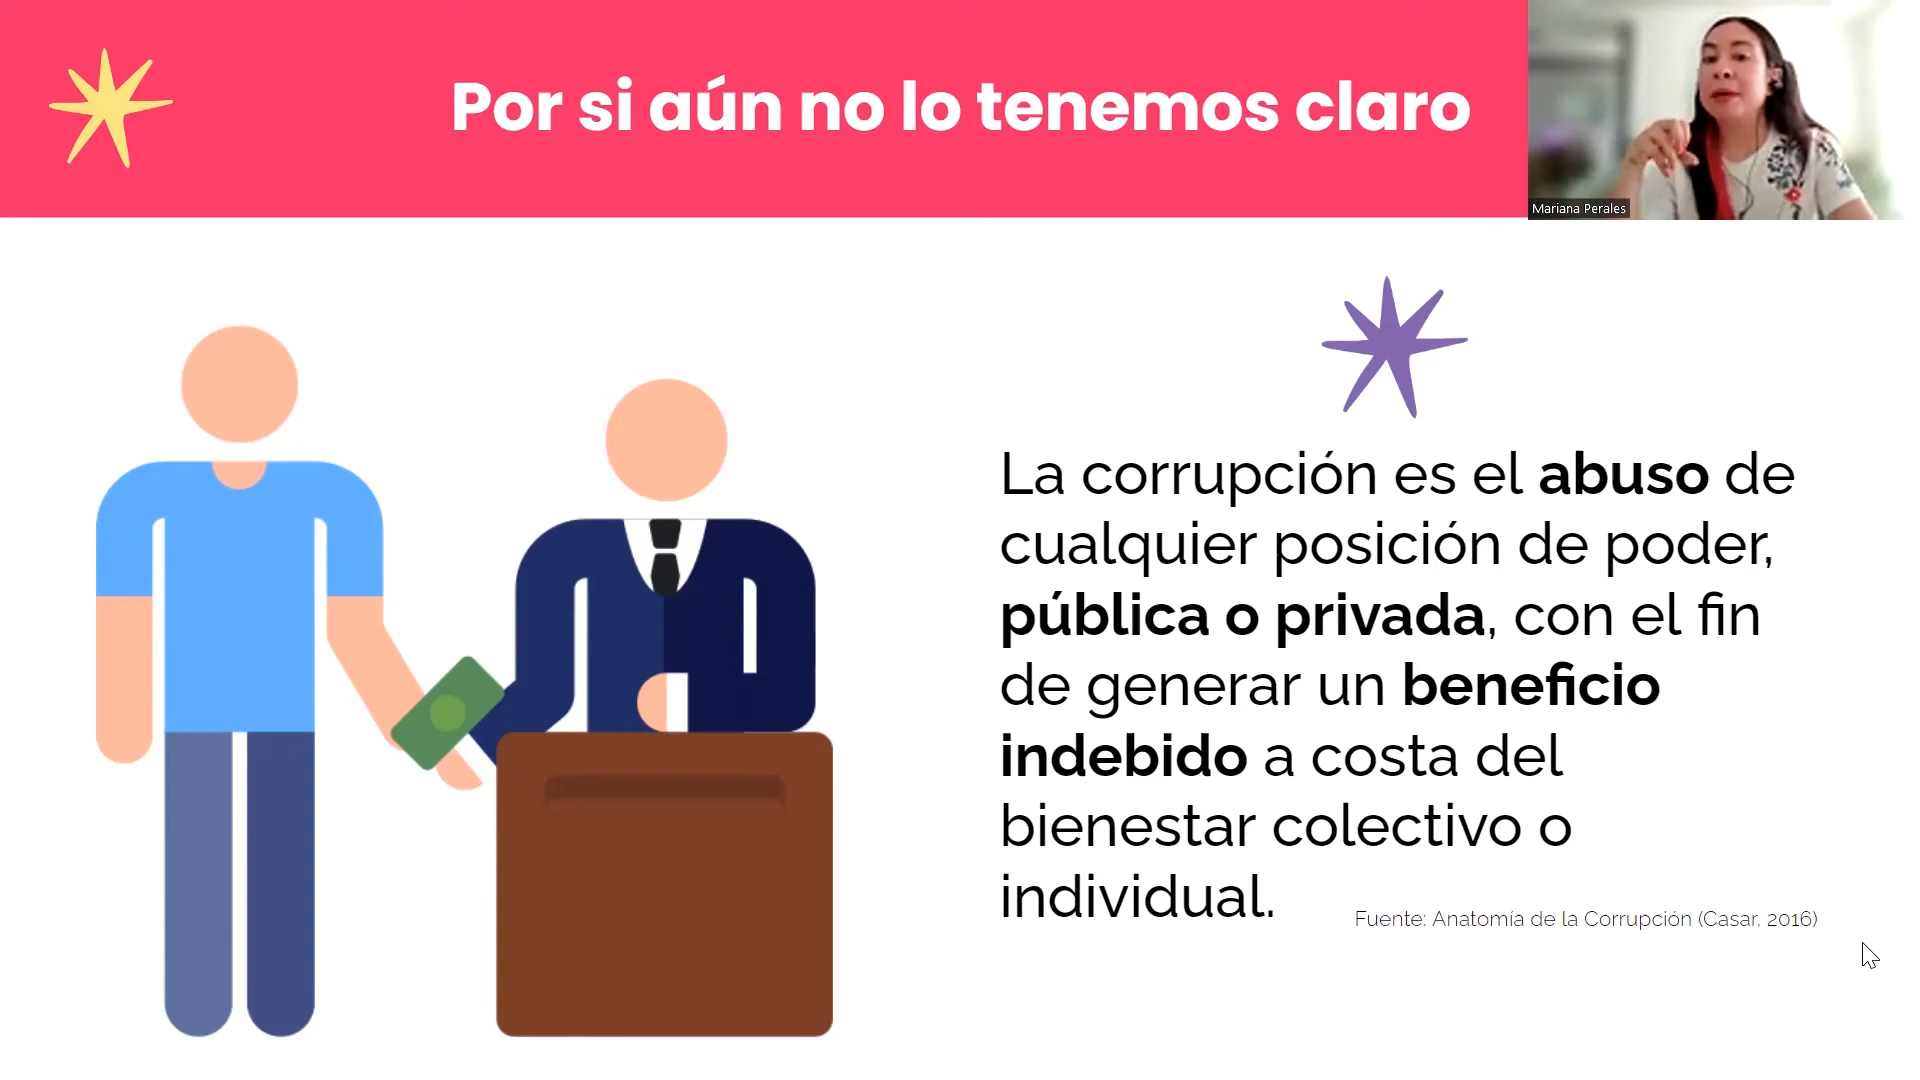 Por si aún no lo tenemos claro
Mariana Perales
La corrupción es el abuso de
cualquier posición de poder,
pública o privada, con el fin
de generar un beneficio
indebido a costa del
bienestar colectivo o
individual.
Fuente: Anatomía de la Corrupción (Casar, 2016)